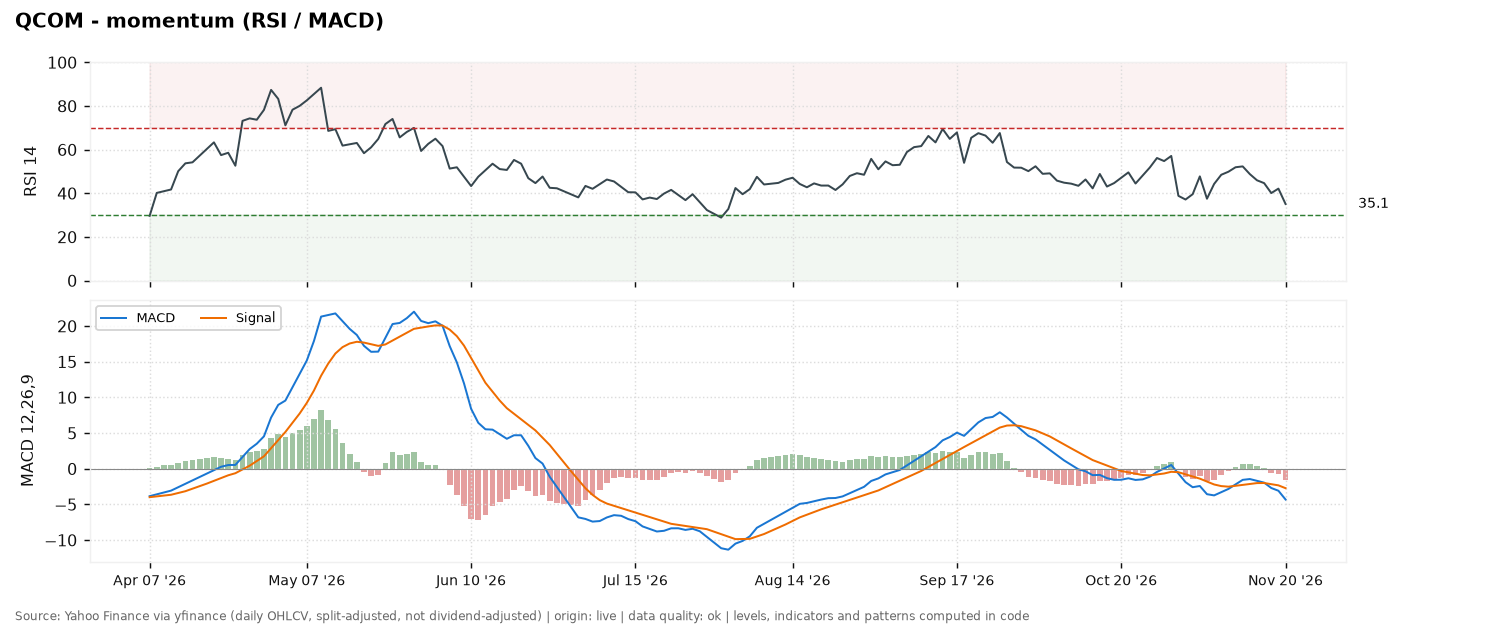 QCOM - momentum (RSI / MACD)
100
80
60
40
20
0
RSI 14
35.1
MACD
Signal
20
15
10
5
0
−5
−10
MACD 12,26,9
Apr 07 '26
May 07 '26
Jun 10 '26
Jul 15 '26
Aug 14 '26
Sep 17 '26
Oct 20 '26
Nov 20 '26
Source: Yahoo Finance via yfinance (daily OHLCV, split-adjusted, not dividend-adjusted) | origin: live | data quality: ok | levels, indicators and patterns computed in code